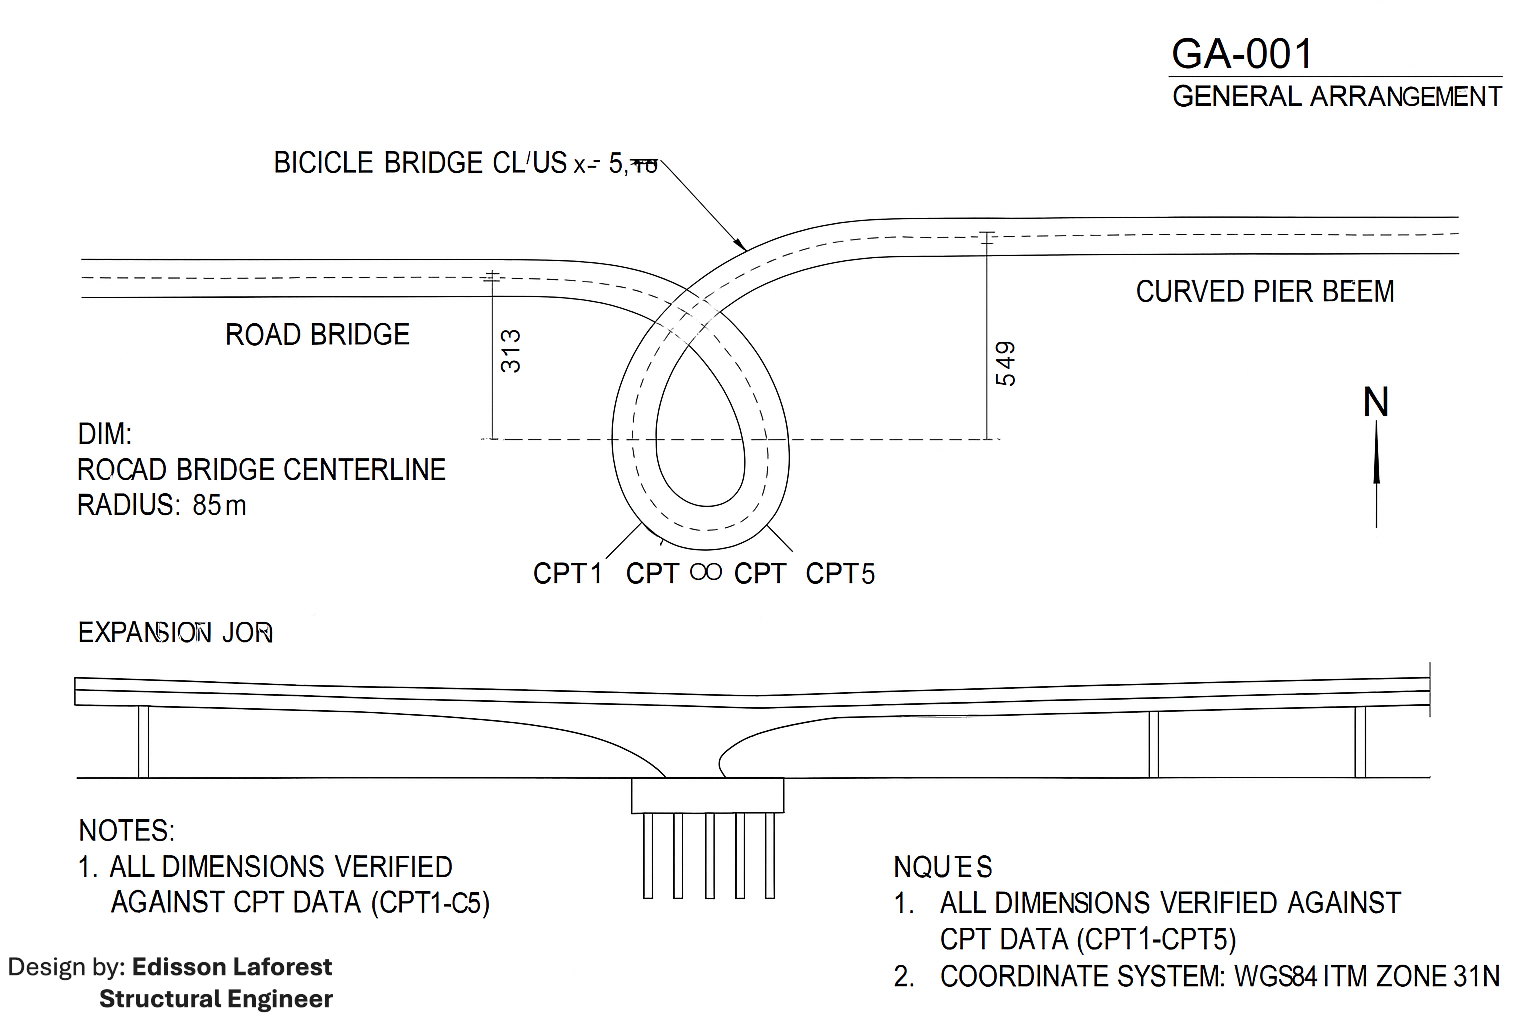 GA-001
GENERAL ARRANGEMENT
BICICLE BRIDGE CL/US x- 5,
CURVED PIER BEEM
ROAD BRIDGE
313
549
N
DIM:
ROCAD BRIDGE CENTERLINE
RADIUS: 85m
CPT1 CPT ∞ CPT CPT5
EXPANSION
NOTES:
1. ALL DIMENSIONS VERIFIED
AGAINST CPT DATA (CPT1-C5)
NQUES
1. ALL DIMENSIONS VERIFIED AGAINST
CPT DATA (CPT1-CPT5)
2. COORDINATE SYSTEM: WGS84 ITM ZONE 31N
Design by: Edisson Laforest
Structural Engineer